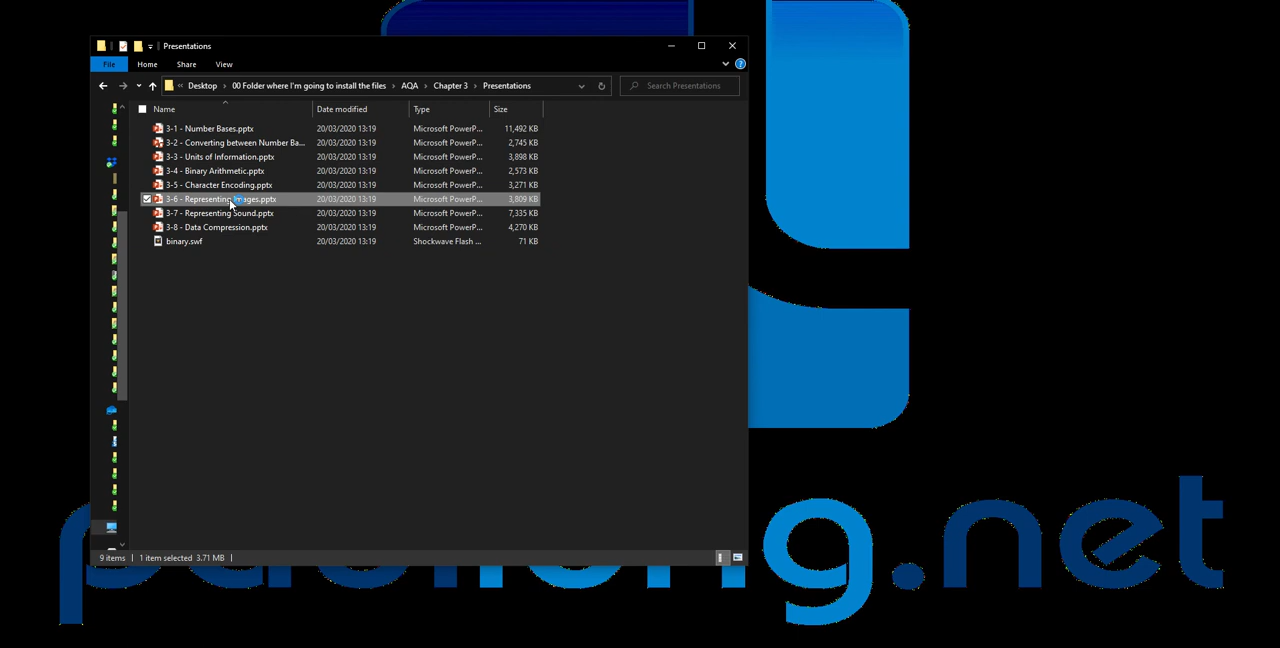 Presentations
File Home Share View
« Desktop › 00 Folder where I'm going to install the files › AQA › Chapter 3 › Presentations
Search Presentations
Name Date modified Type Size
3-1 - Number Bases.pptx 20/03/2020 13:19 Microsoft PowerP... 11,492 KB
3-2 - Converting between Number Ba... 20/03/2020 13:19 Microsoft PowerP... 2,745 KB
3-3 - Units of Information.pptx 20/03/2020 13:19 Microsoft PowerP... 3,898 KB
3-4 - Binary Arithmetic.pptx 20/03/2020 13:19 Microsoft PowerP... 2,573 KB
3-5 - Character Encoding.pptx 20/03/2020 13:19 Microsoft PowerP... 3,271 KB
3-6 - Representing Images.pptx 20/03/2020 13:19 Microsoft PowerP... 3,809 KB
3-7 - Representing Sound.pptx 20/03/2020 13:19 Microsoft PowerP... 7,335 KB
3-8 - Data Compression.pptx 20/03/2020 13:19 Microsoft PowerP... 4,270 KB
binary.swf 20/03/2020 13:19 Shockwave Flash ... 71 KB
9 items 1 item selected 3.71 MB
g.net